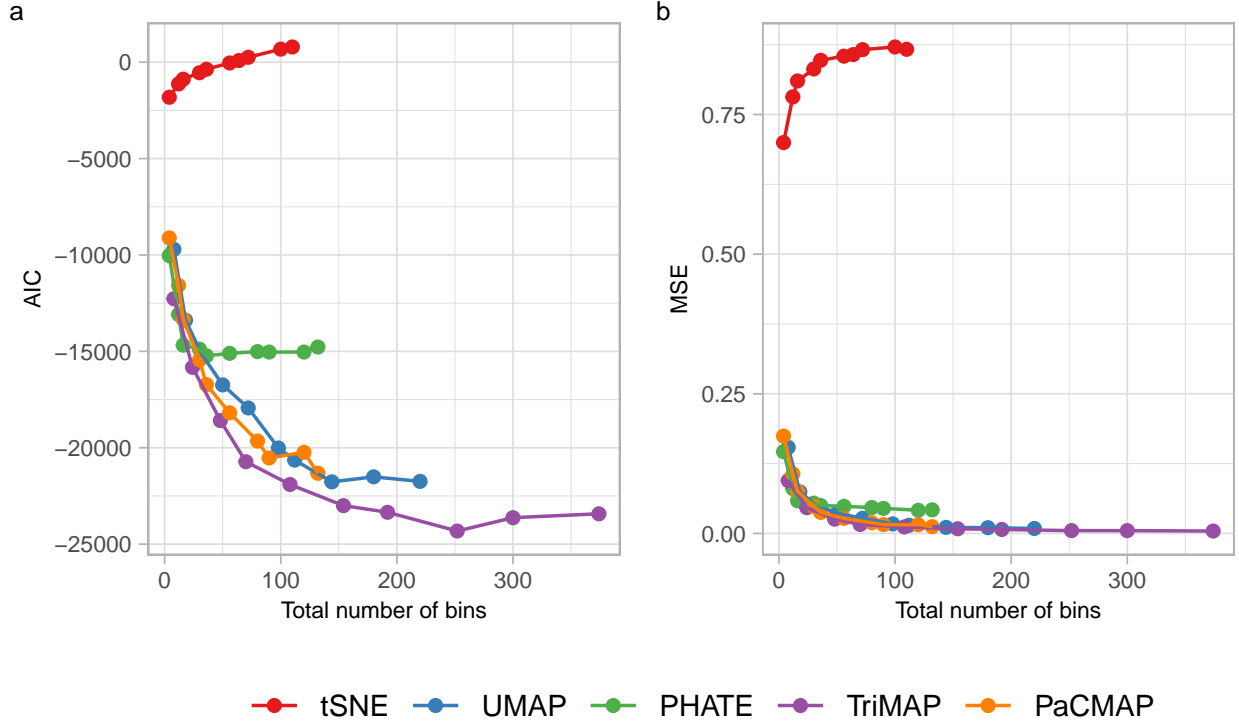 a
b
0
−5000
−10000
−15000
−20000
−25000
AIC
0
100
200
300
Total number of bins
0.75
0.50
0.25
0.00
MSE
0
100
200
300
Total number of bins
tSNE UMAP PHATE TriMAP PaCMAP